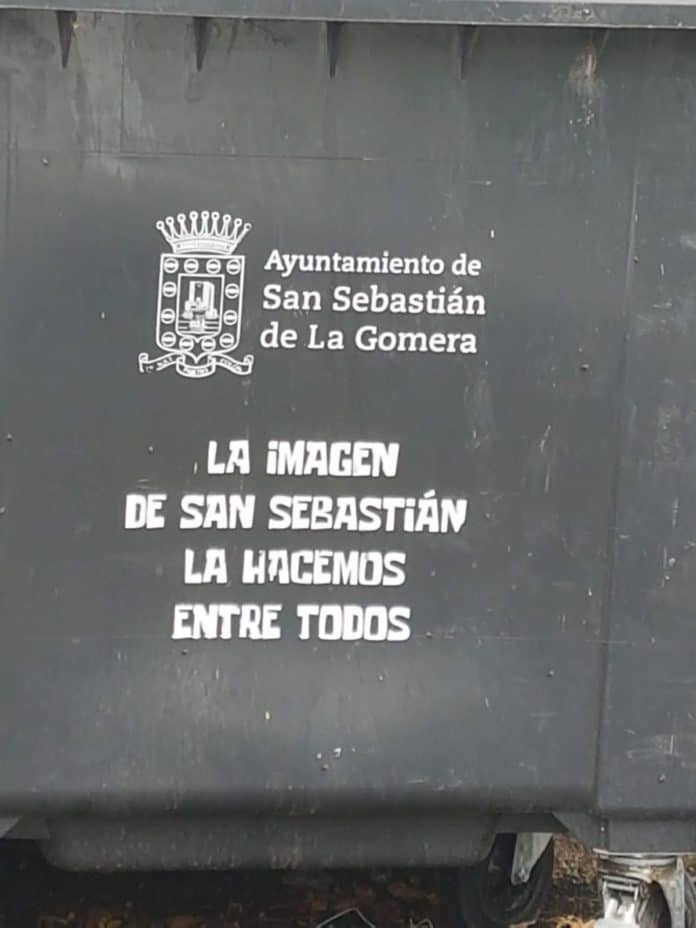 Ayuntamiento de
San Sebastián
de La Gomera
LA iMAGEN
DE SAN SEBASTiÁN
LA HACEMOS
ENTRE TODOS